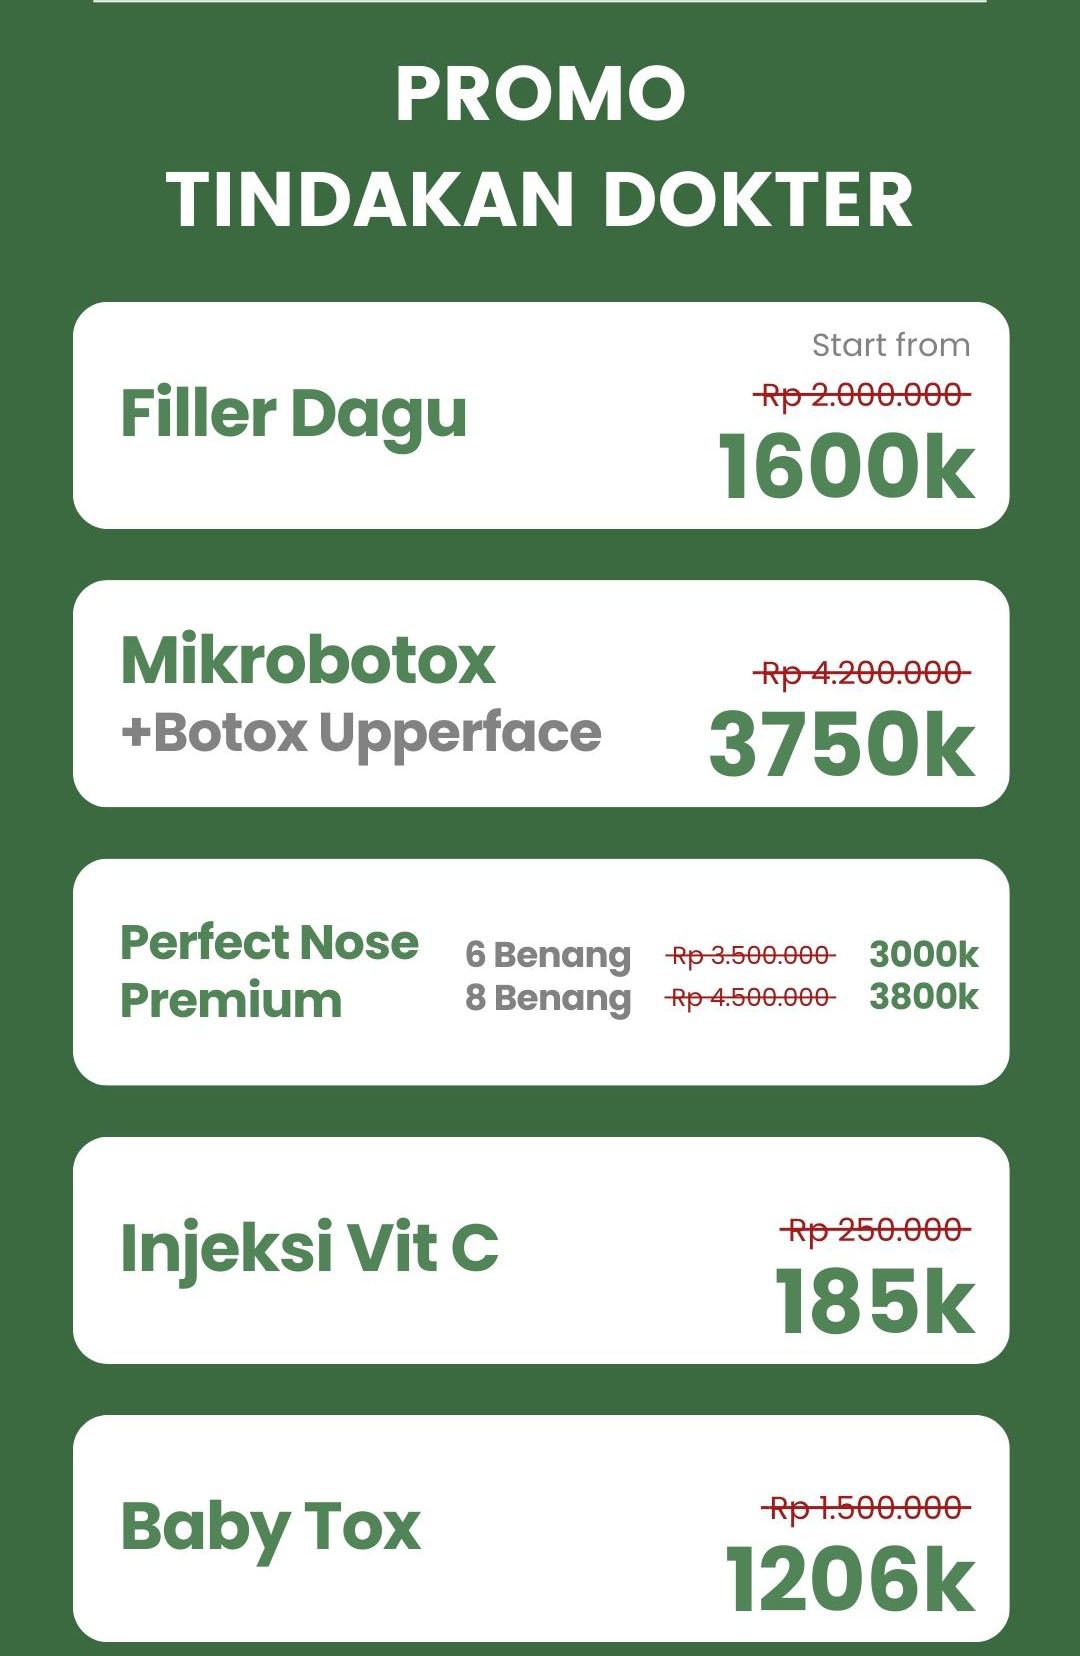 PROMO
TINDAKAN DOKTER
Start from
Filler Dagu
Rp 2.000.000
1600k
Mikrobotox
+Botox Upperface
Rp 4.200.000
3750k
Perfect Nose
Premium
6 Benang Rp 3.500.000 3000k
8 Benang Rp 4.500.000 3800k
Injeksi Vit C
Rp 250.000
185k
Baby Tox
Rp 1.500.000
1206k